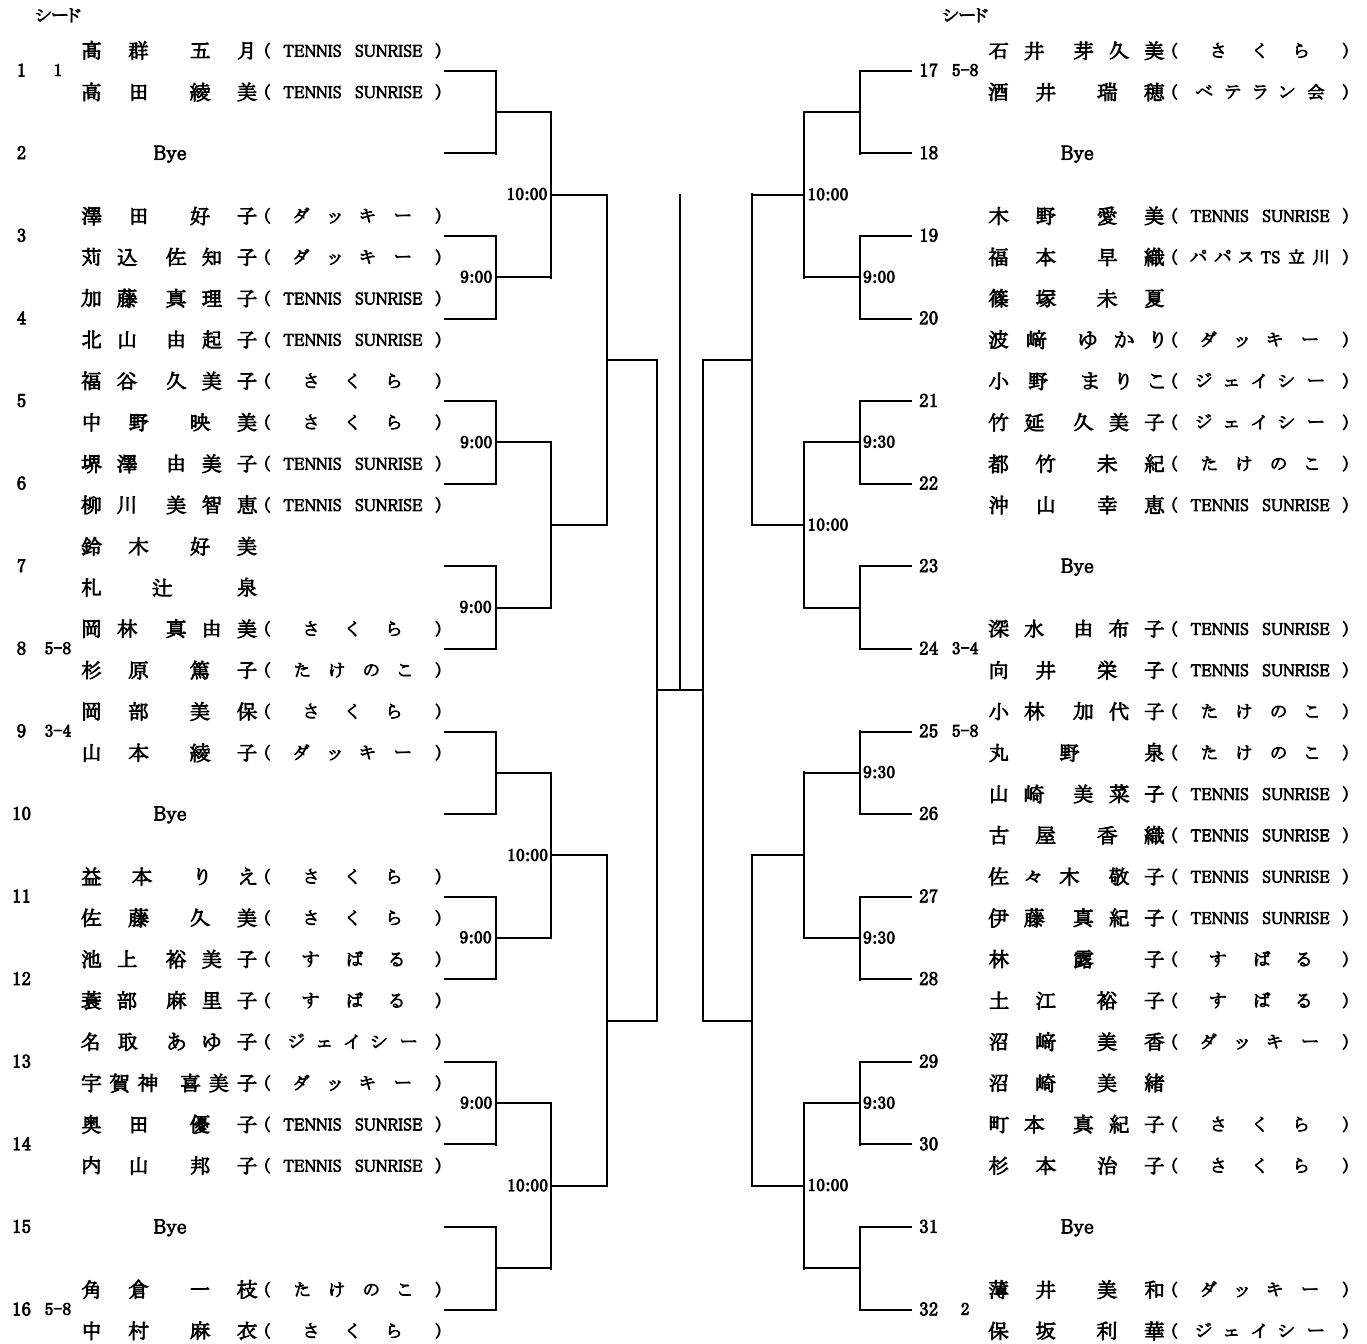 シード
1 1 髙群 五月 ( TENNIS SUNRISE )
高田 綾美 ( TENNIS SUNRISE )
2 Bye
10:00
3 澤田 好子 ( ダッキー )
苅込 佐知子 ( ダッキー )
9:00
4 加藤 真理子 ( TENNIS SUNRISE )
北山 由起子 ( TENNIS SUNRISE )
5 福谷 久美子 ( さくら )
中野 映美 ( さくら )
9:00
6 堺澤 由美子 ( TENNIS SUNRISE )
柳川 美智恵 ( TENNIS SUNRISE )
7 鈴木 好美
札辻 泉
9:00
8 5-8 岡林 真由美 ( さくら )
杉原 篤子 ( たけのこ )
9 3-4 岡部 美保 ( さくら )
山本 綾子 ( ダッキー )
10 Bye
10:00
11 益本 りえ ( さくら )
佐藤 久美 ( さくら )
9:00
12 池上 裕美子 ( すばる )
蓑部 麻里子 ( すばる )
13 名取 あゆ子 ( ジェイシー )
宇賀神 喜美子 ( ダッキー )
9:00
14 奥田 優子 ( TENNIS SUNRISE )
内山 邦子 ( TENNIS SUNRISE )
10:00
15 Bye
16 5-8 角倉 一枝 ( たけのこ )
中村 麻衣 ( さくら )
シード
17 5-8 石井 芽久美 ( さくら )
酒井 瑞穂 ( ベテラン会 )
18 Bye
10:00
19 木野 愛美 ( TENNIS SUNRISE )
福本 早織 ( パパスTS立川 )
9:00
20 篠塚 未夏
波﨑 ゆかり ( ダッキー )
21 小野 まりこ ( ジェイシー )
竹延 久美子 ( ジェイシー )
9:30
22 都竹 未紀 ( たけのこ )
沖山 幸恵 ( TENNIS SUNRISE )
10:00
23 Bye
24 3-4 深水 由布子 ( TENNIS SUNRISE )
向井 栄子 ( TENNIS SUNRISE )
25 5-8 小林 加代子 ( たけのこ )
丸野 泉 ( たけのこ )
9:30
26 山崎 美菜子 ( TENNIS SUNRISE )
古屋 香織 ( TENNIS SUNRISE )
27 佐々木 敬子 ( TENNIS SUNRISE )
伊藤 真紀子 ( TENNIS SUNRISE )
9:30
28 林 露子 ( すばる )
土江 裕子 ( すばる )
29 沼﨑 美香 ( ダッキー )
沼崎 美緒
9:30
30 町本 真紀子 ( さくら )
杉本 治子 ( さくら )
10:00
31 Bye
32 2 薄井 美和 ( ダッキー )
保坂 利華 ( ジェイシー )